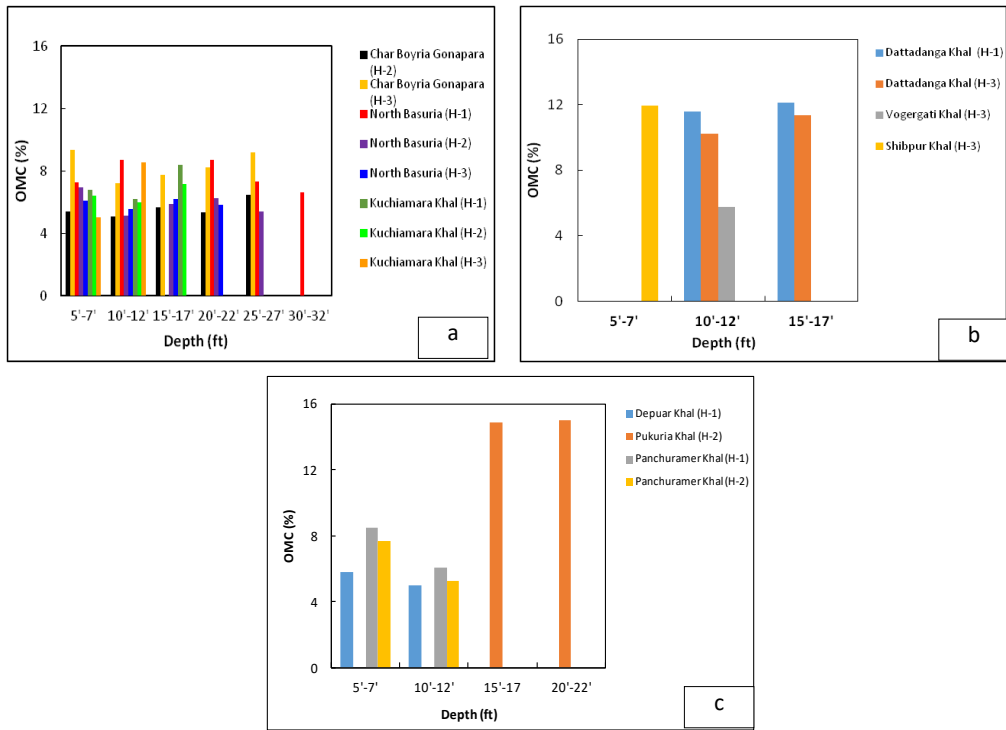 16
12
8
4
0
OMC (%)
5'-7'
10'-12'
15'-17'
20'-22'
25'-27'
30'-32'
Depth (ft)
Char Boyria Gonapara
(H-2)
Char Boyria Gonapara
(H-3)
North Basuria (H-1)
North Basuria (H-2)
North Basuria (H-3)
Kuchiamara Khal (H-1)
Kuchiamara Khal (H-2)
Kuchiamara Khal (H-3)
a
16
12
8
4
0
OMC (%)
5'-7'
10'-12'
15'-17'
Depth (ft)
Dattadanga Khal (H-1)
Dattadanga Khal (H-3)
Vogergati Khal (H-3)
Shibpur Khal (H-3)
b
16
12
8
4
0
OMC (%)
5'-7'
10'-12'
15'-17
20'-22'
Depth (ft)
Depuar Khal (H-1)
Pukuria Khal (H-2)
Panchuramer Khal (H-1)
Panchuramer Khal (H-2)
c